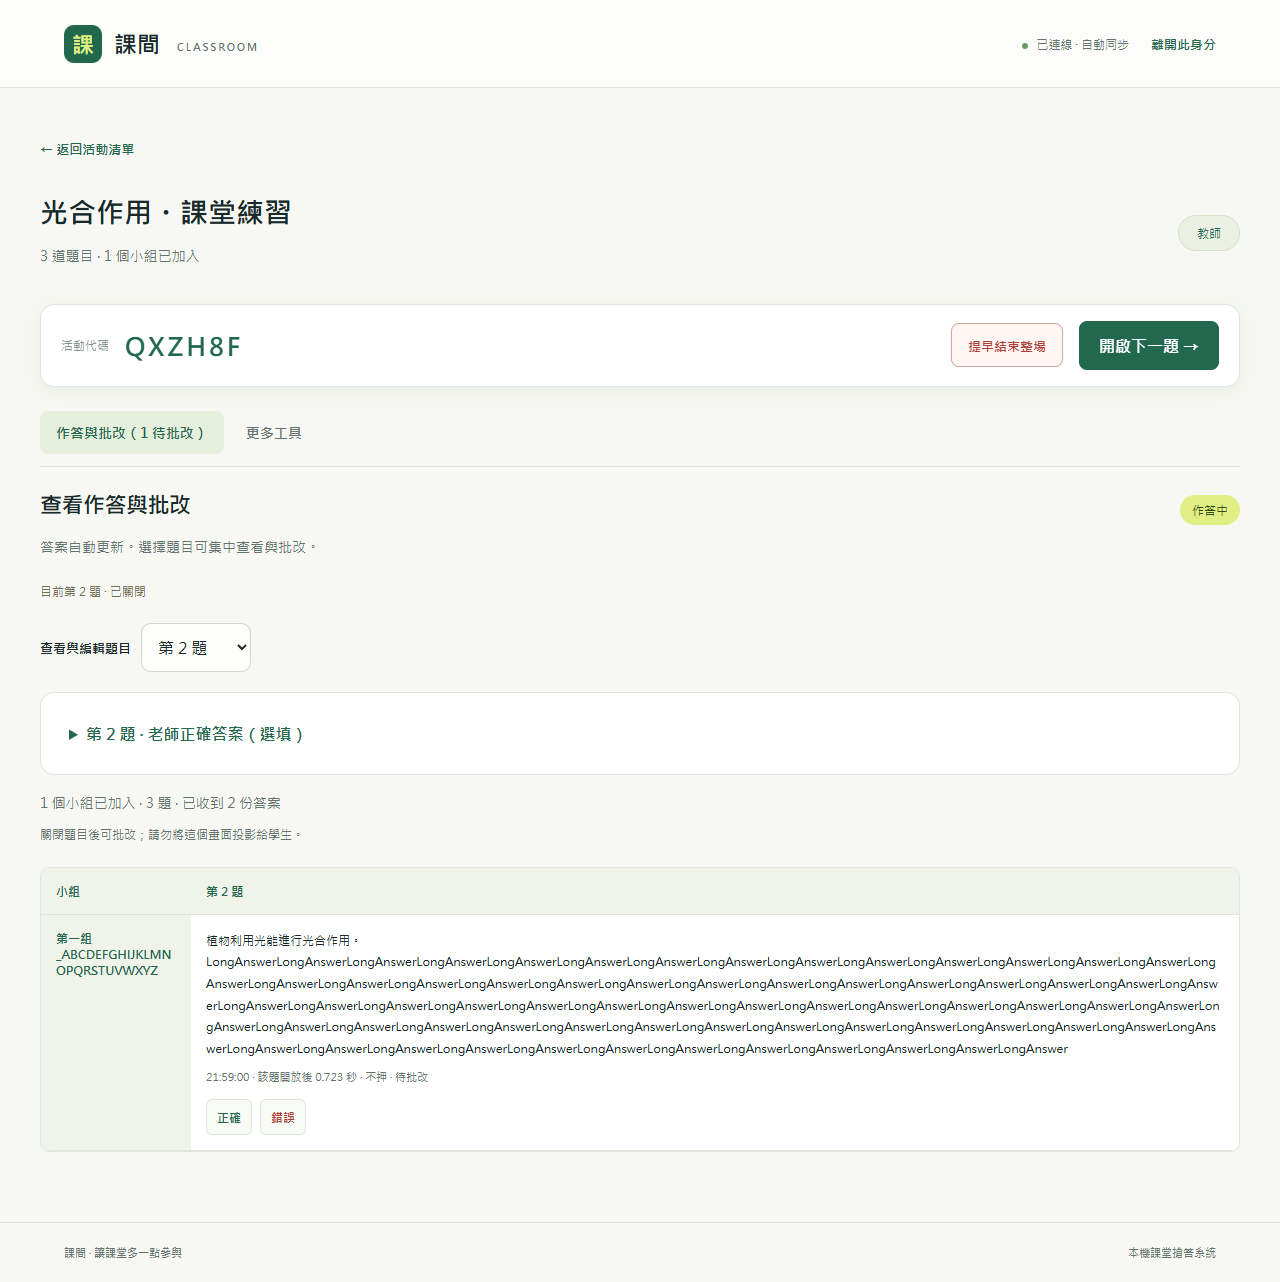 課 課間 CLASSROOM
已連線 · 自動同步 離開此身分
← 返回活動清單
光合作用 · 課堂練習
3 道題目 · 1 個小組已加入
教師
活動代碼 QXZH8F
提早結束整場
開啟下一題 →
作答與批改（1 待批改）
更多工具
查看作答與批改
作答中
答案自動更新。選擇題目可集中查看與批改。
目前第 2 題 · 已關閉
查看與編輯題目 第 2 題
▶ 第 2 題 · 老師正確答案（選填）
1 個小組已加入 · 3 題 · 已收到 2 份答案
關閉題目後可批改；請勿將這個畫面投影給學生。
小組 第 2 題
第一組
_ABCDEFGHIJKLMN
OPQRSTUVWXYZ
植物利用光能進行光合作用。
LongAnswerLongAnswerLongAnswerLongAnswerLongAnswerLongAnswerLongAnswerLongAnswerLongAnswerLongAnswerLongAnswerLongAnswerLongAnswerLongAnswerLong
AnswerLongAnswerLongAnswerLongAnswerLongAnswerLongAnswerLongAnswerLongAnswerLongAnswerLongAnswerLongAnswerLongAnswerLongAnswerLongAnswerLongAnsw
erLongAnswerLongAnswerLongAnswerLongAnswerLongAnswerLongAnswerLongAnswerLongAnswerLongAnswerLongAnswerLongAnswerLongAnswerLongAnswerLongAnswerLon
gAnswerLongAnswerLongAnswerLongAnswerLongAnswerLongAnswerLongAnswerLongAnswerLongAnswerLongAnswerLongAnswerLongAnswerLongAnswerLongAnswerLongAns
werLongAnswerLongAnswerLongAnswerLongAnswerLongAnswerLongAnswerLongAnswerLongAnswerLongAnswerLongAnswerLongAnswerLongAnswer
21:59:00 · 該題開放後 0.723 秒 · 不押 · 待批改
正確 錯誤
課間 · 讓課堂多一點參與
本機課堂搶答系統